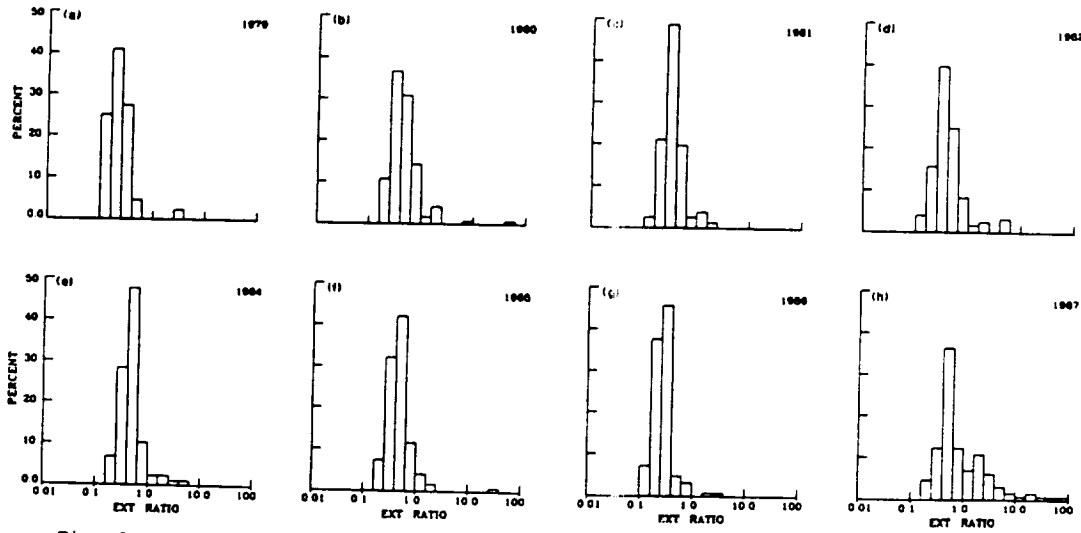 50 (a) 1979
(b) 1980
1981
(d) 1982
40
30
20
10
0.0
PERCENT
50 (e) 1984
(f) 1985
(g) 1986
(h) 1987
40
30
20
10
0.0
PERCENT
0.01 0.1 1.0 10.0 100
0.01 0.1 1.0 10.0 100
0.01 0.1 1.0 10.0 100
0.01 0.1 1.0 10.0 100
EXT RATIO
EXT RATIO
EXT RATIO
EXT RATIO